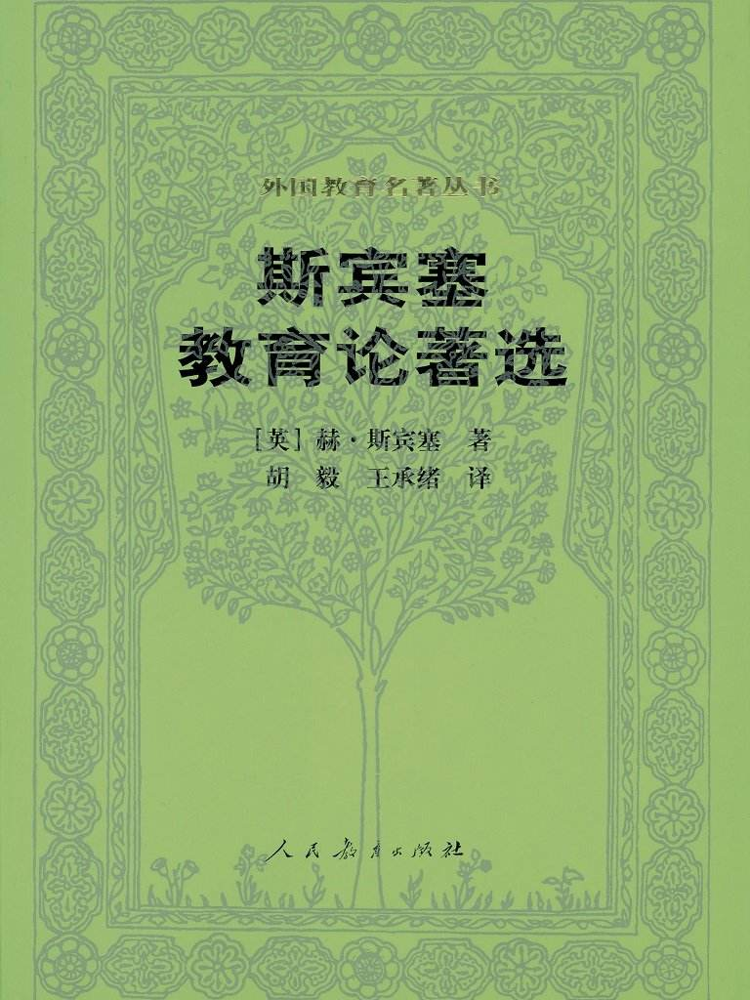 外国教育名著丛书
斯宾塞
教育论著选
[英] 赫·斯宾塞 著
胡 毅 王承绪 译
人民教育出版社